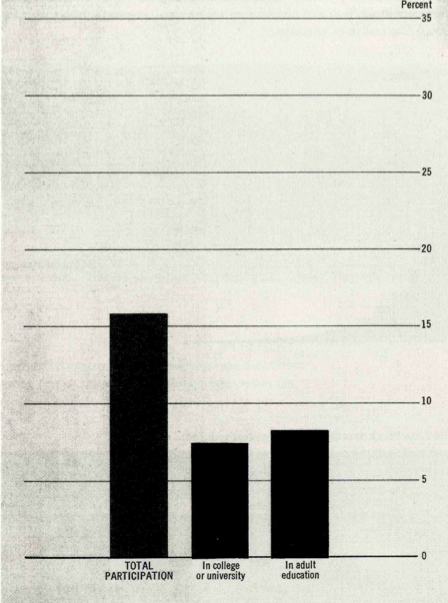 Percent
35
30
25
20
15
10
5
0
TOTAL
PARTICIPATION
In college
or university
In adult
education